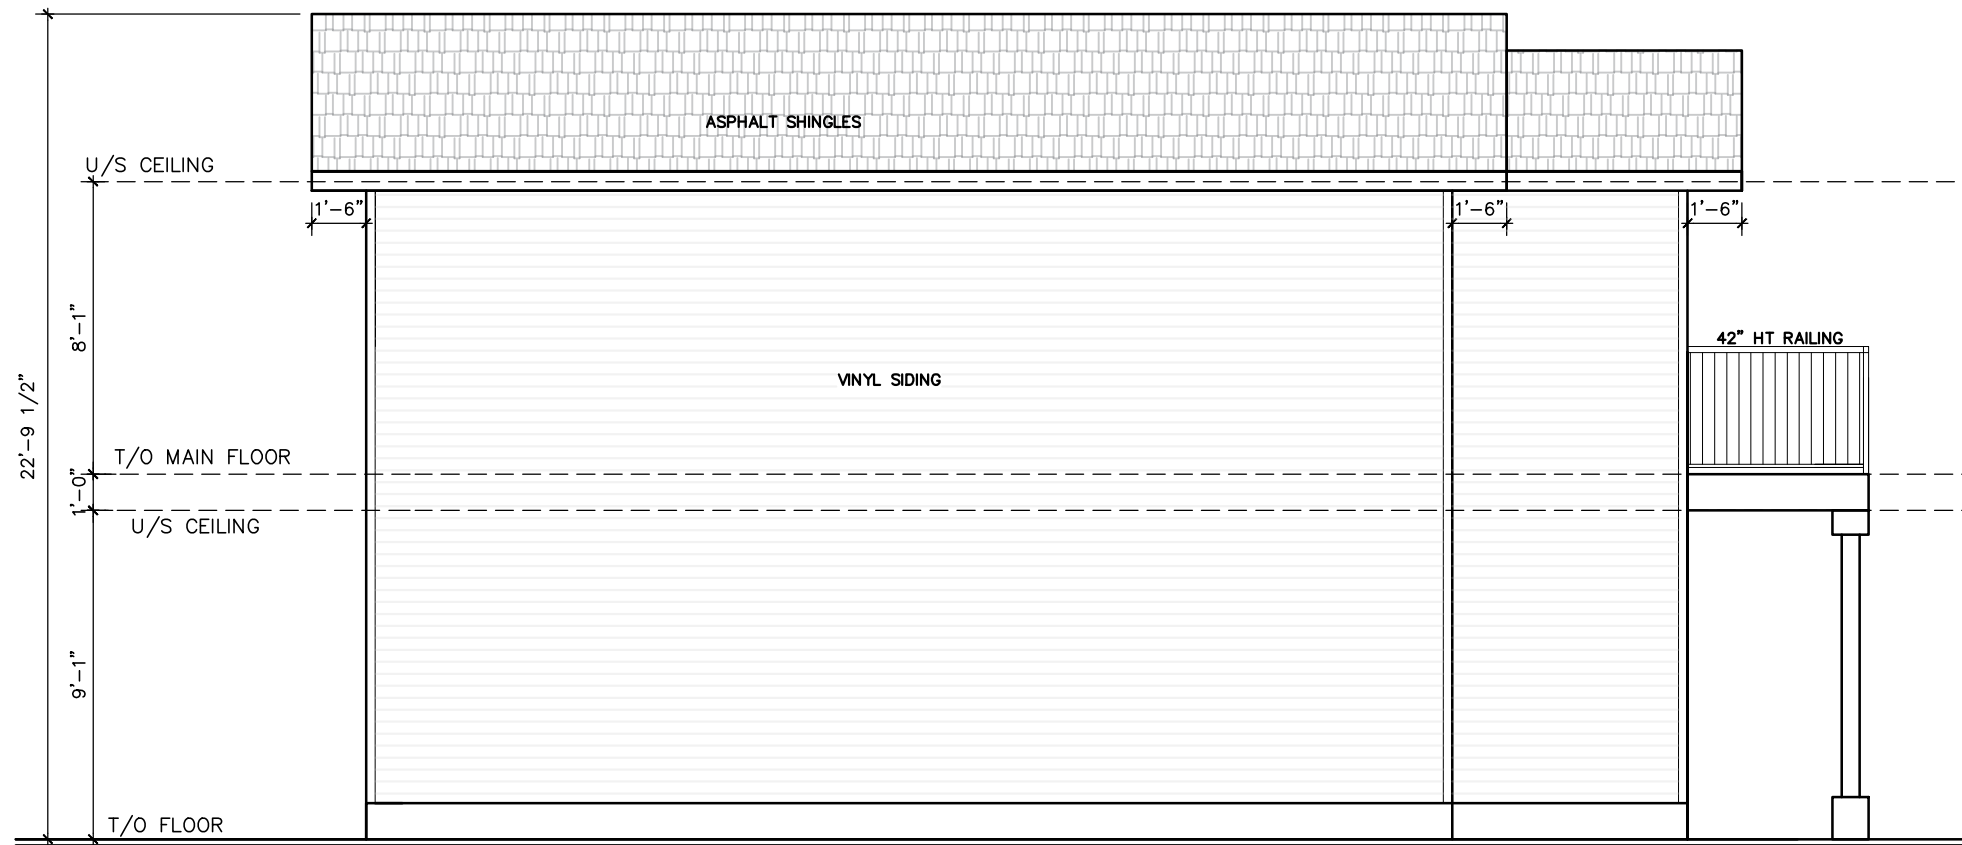 ASPHALT SHINGLES
U/S CEILING
1'-6"
1'-6"
1'-6"
8'-1"
42" HT RAILING
VINYL SIDING
22'-9 1/2"
T/O MAIN FLOOR
1'-0"
U/S CEILING
9'-1"
T/O FLOOR